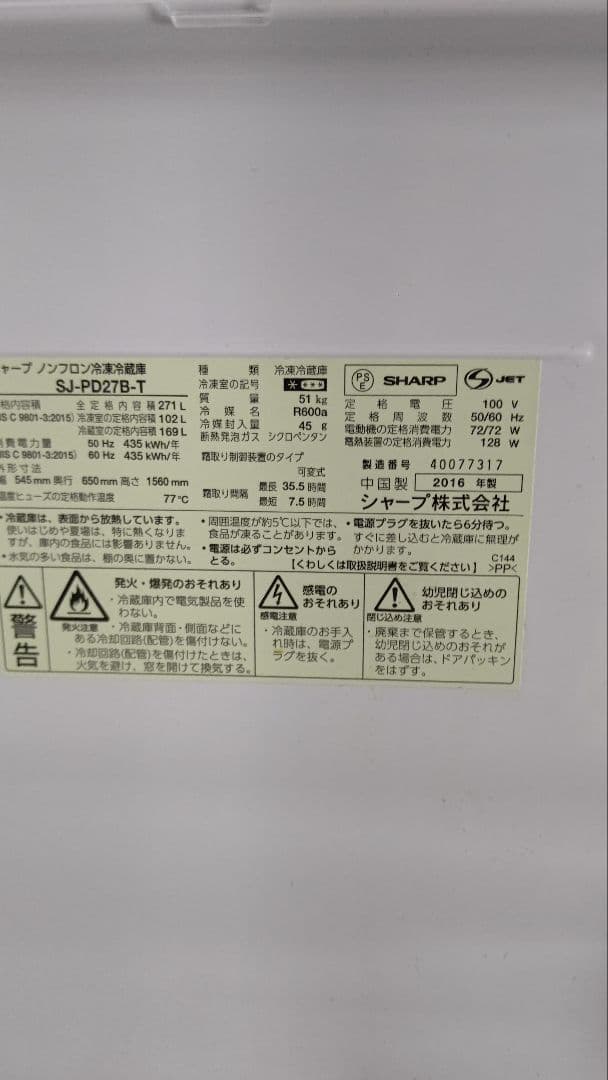 ャープ ノンフロン冷凍冷蔵庫
SJ-PD27B-T
格内容積 全定格内容積 271 L
IS C 9801-3:2015) 冷凍室の定格内容積 102 L
冷蔵室の定格内容積 169 L
消費電力量 50 Hz 435 kWh/年
IS C 9801-3:2015) 60 Hz 435 kWh/年
外形寸法
幅 545 mm 奥行 650 mm 高さ 1560 mm
温度ヒューズの定格動作温度 77℃
種類 冷凍冷蔵庫
冷凍室の記号
質量 51 kg
冷媒名 R600a
冷媒封入量 45 g
断熱発泡ガス シクロペンタン
霜取り制御装置のタイプ
可変式
霜取り間隔 最長 35.5 時間
最短 7.5 時間
PS E SHARP JET
定格電圧 100 V
定格周波数 50/60 Hz
電動機の定格消費電力 72/72 W
電熱装置の定格消費電力 128 W
製造番号 40077317
中国製 2016 年製
シャープ株式会社
・冷蔵庫は、表面から放熱しています。
使いはじめや夏場は、特に熱くなりま
すが、庫内の食品には影響ありません。
・水気の多い食品は、棚の奥に置かない。
・周囲温度が約5℃以下では、
食品が凍ることがあります。
・電源は必ずコンセントから
とる。
・電源プラグを抜いたら6分待つ。
すぐに差し込むと冷蔵庫に無理が
かかります。
【くわしくは取扱説明書をご覧ください】
C144
>PP<
警告
発火・爆発のおそれあり
発火注意
・冷蔵庫内で電気製品を使
わない。
・冷蔵庫背面・側面などに
ある冷却回路(配管)を傷付けない。
・冷却回路(配管)を傷付けたときは、
火気を避け、窓を開けて換気する。
感電の
おそれあり
感電注意
・冷蔵庫のお手入
れ時は、電源プ
ラグを抜く。
幼児閉じ込めの
おそれあり
閉じ込め注意
・廃棄まで保管するとき、
幼児閉じ込めのおそれが
ある場合は、ドアパッキン
をはずす。